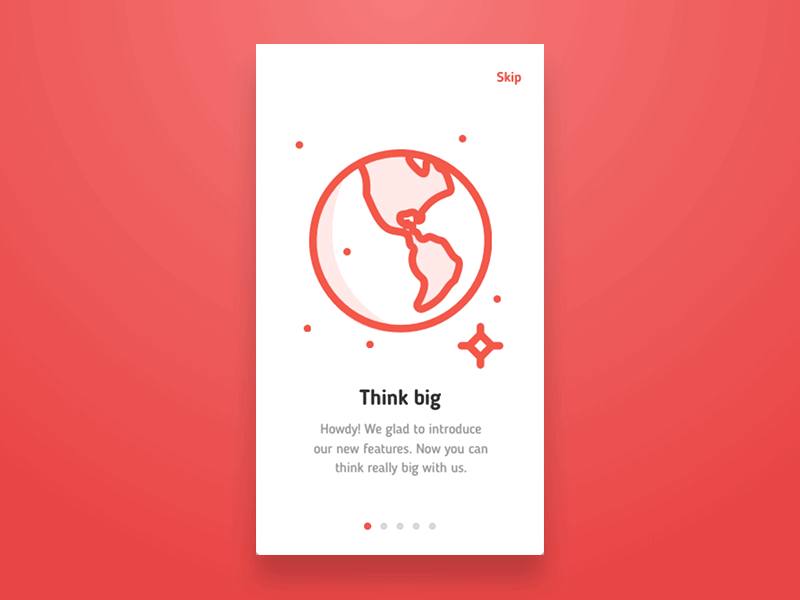 Skip
Think big
Howdy! We glad to introduce
our new features. Now you can
think really big with us.